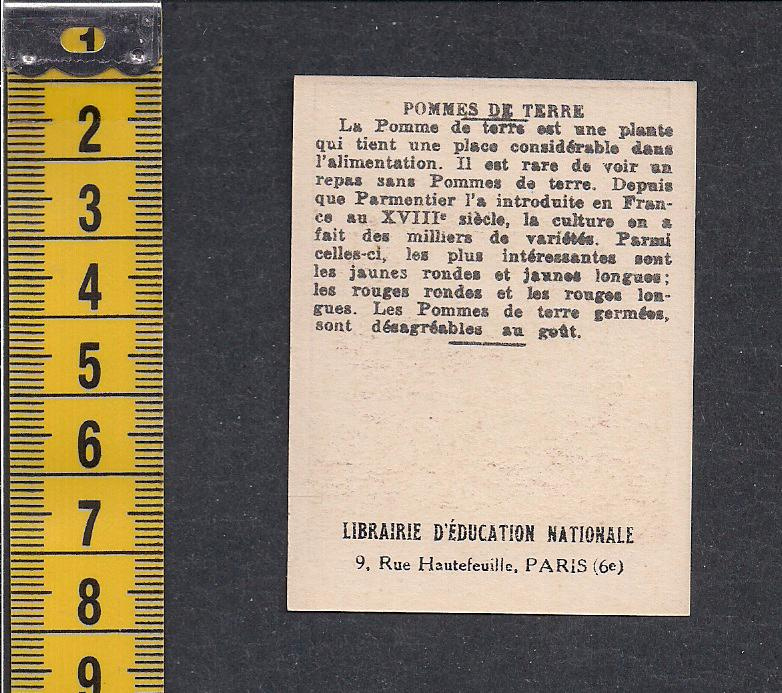 1
2
3
4
5
6
7
8
9
POMMES DE TERRE
La Pomme de terre est une plante
qui tient une place considérable dans
l'alimentation. Il est rare de voir un
repas sans Pommes de terre. Depuis
que Parmentier l'a introduite en Fran-
ce au XVIIIe siècle, la culture en a
fait des milliers de variétés. Parmi
celles-ci, les plus intéressantes sont
les jaunes rondes et jaunes longues;
les rouges rondes et les rouges lon-
gues. Les Pommes de terre germées,
sont désagréables au goût.
LIBRAIRIE D'ÉDUCATION NATIONALE
9, Rue Hautefeuille, PARIS (6e)